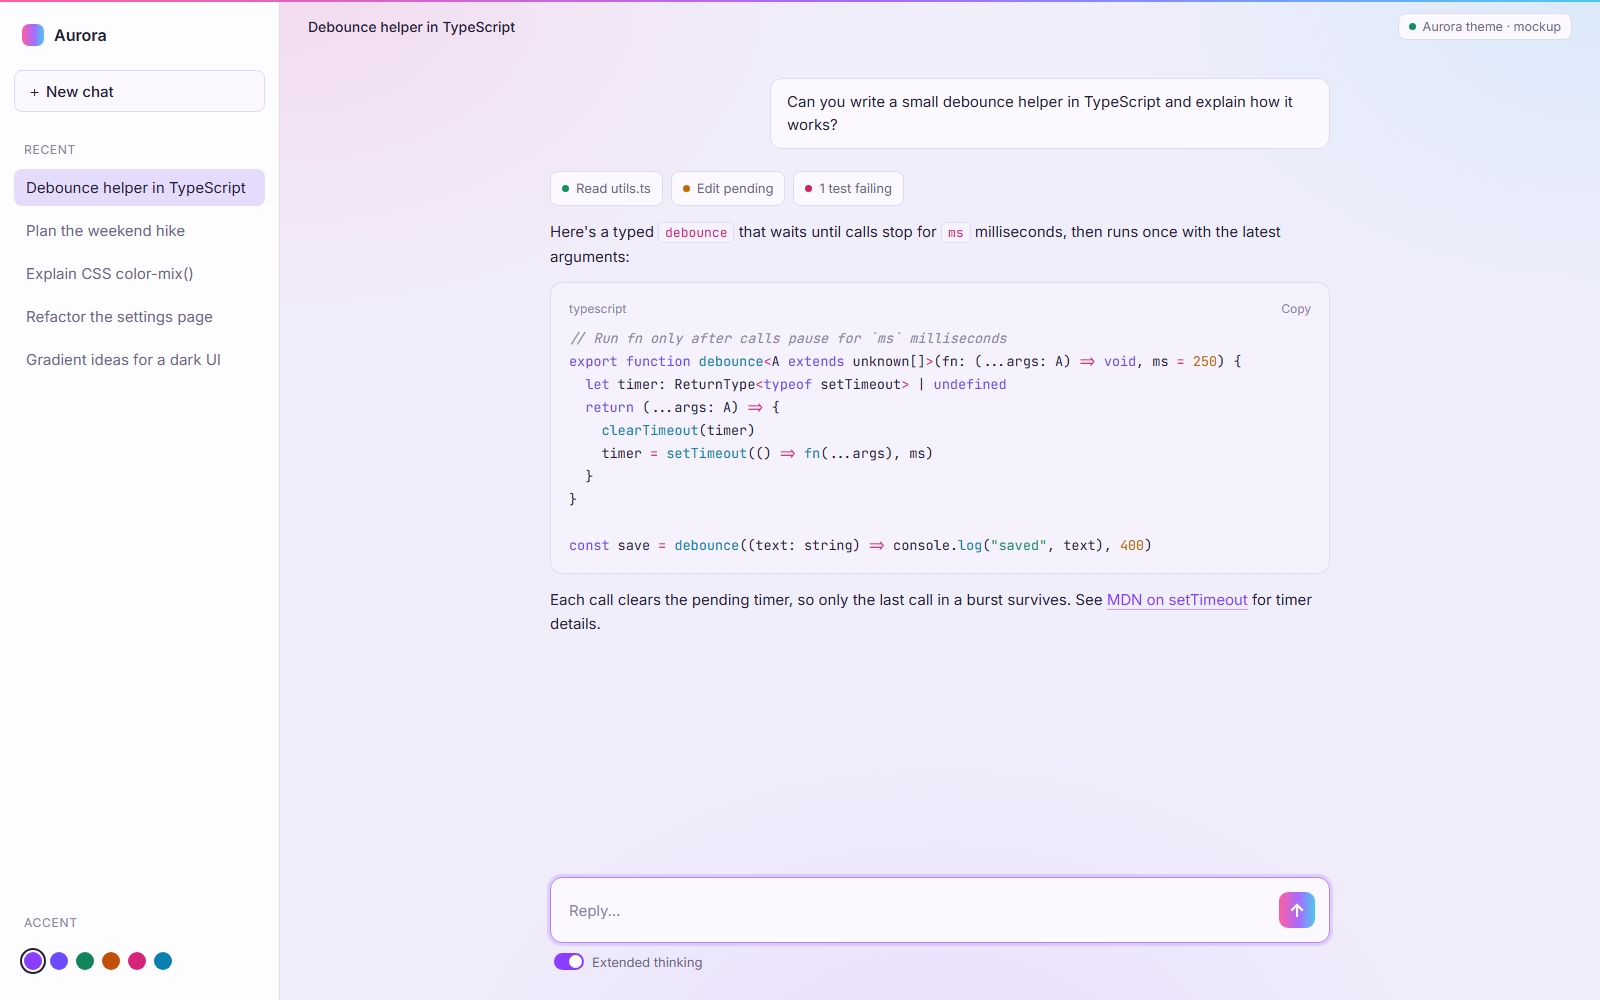 Aurora
+ New chat
RECENT
Debounce helper in TypeScript
Plan the weekend hike
Explain CSS color-mix()
Refactor the settings page
Gradient ideas for a dark UI
ACCENT
Debounce helper in TypeScript
Aurora theme · mockup
Can you write a small debounce helper in TypeScript and explain how it
works?
Read utils.ts
Edit pending
1 test failing
Here's a typed debounce that waits until calls stop for ms milliseconds, then runs once with the latest
arguments:
typescript
Copy
// Run fn only after calls pause for `ms` milliseconds
export function debounce<A extends unknown[]>(fn: (...args: A) => void, ms = 250) {
  let timer: ReturnType<typeof setTimeout> | undefined
  return (...args: A) => {
    clearTimeout(timer)
    timer = setTimeout(() => fn(...args), ms)
  }
}
const save = debounce((text: string) => console.log("saved", text), 400)
Each call clears the pending timer, so only the last call in a burst survives. See MDN on setTimeout for timer
details.
Reply...
Extended thinking